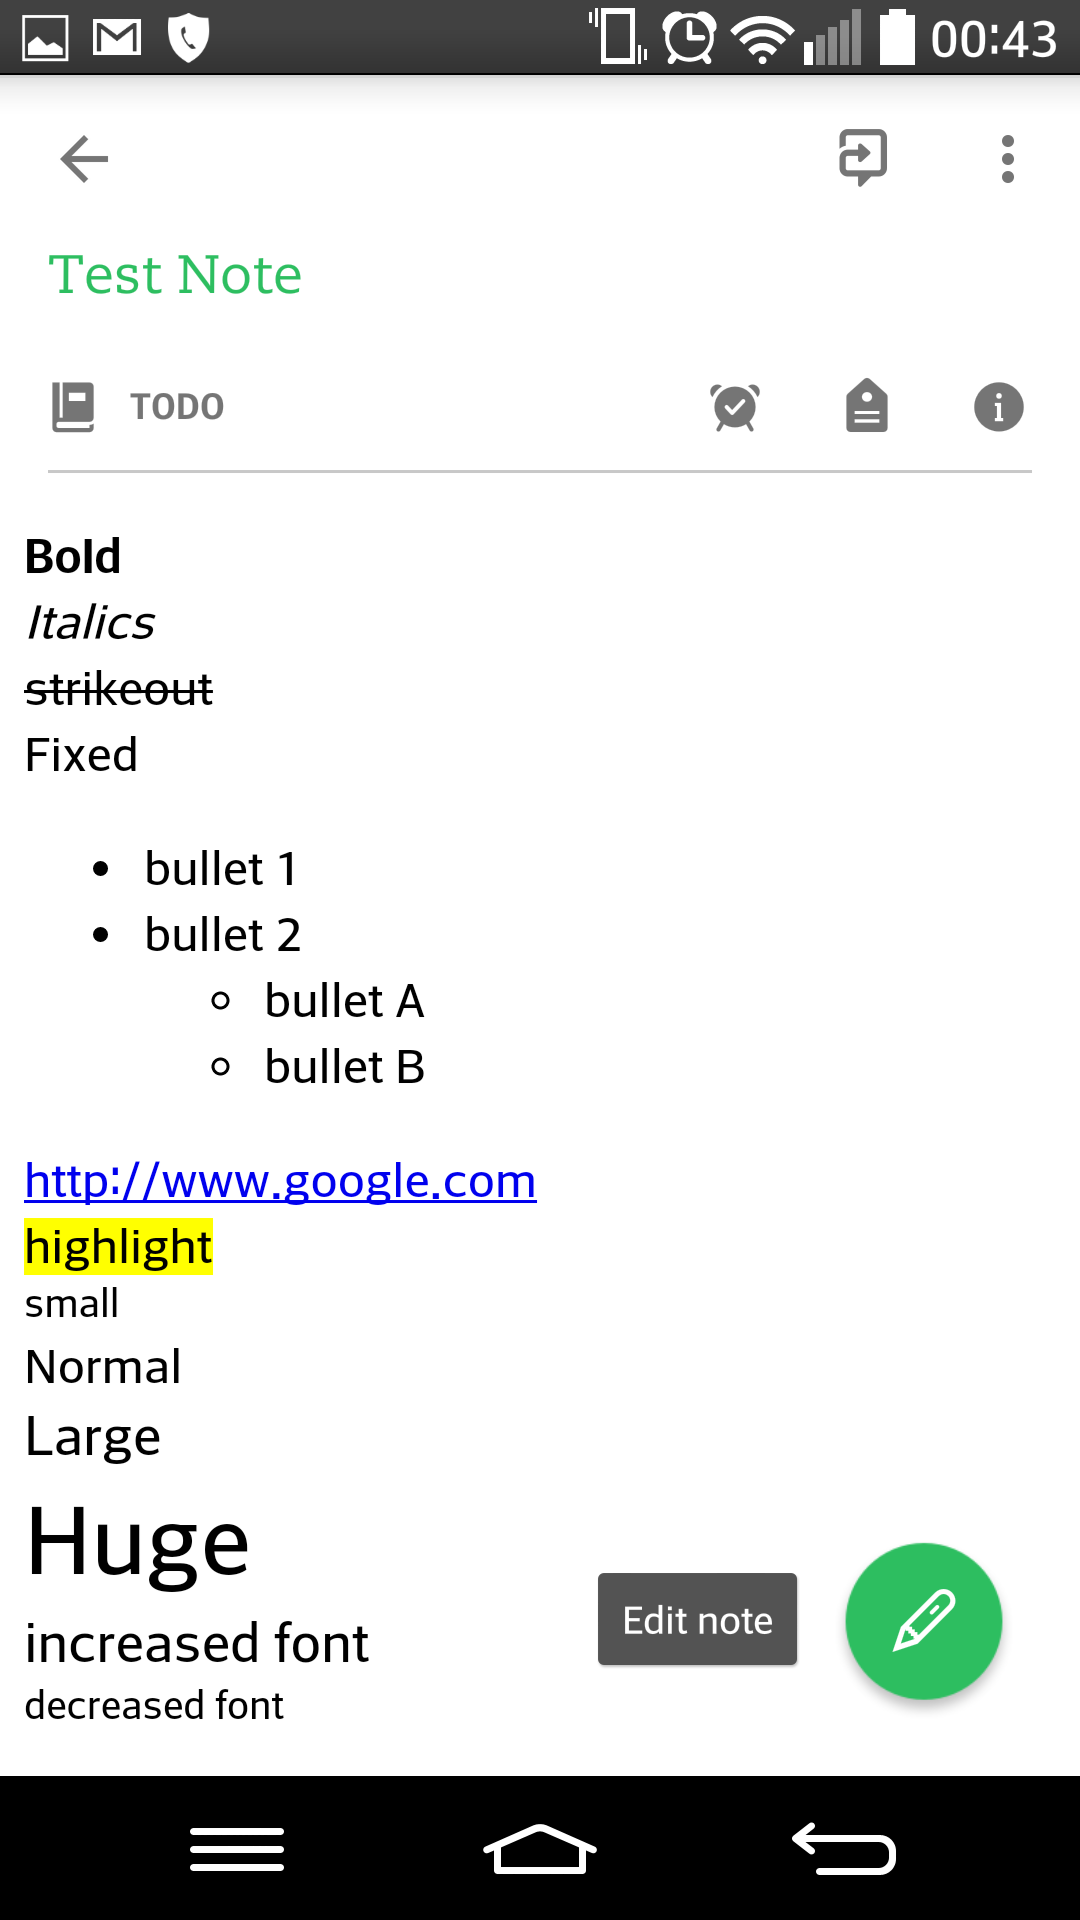 00:43
Test Note
TODO
Bold
Italics
strikeout
Fixed
bullet 1
bullet 2
bullet A
bullet B
http://www.google.com
highlight
small
Normal
Large
Huge
increased font
Edit note
decreased font